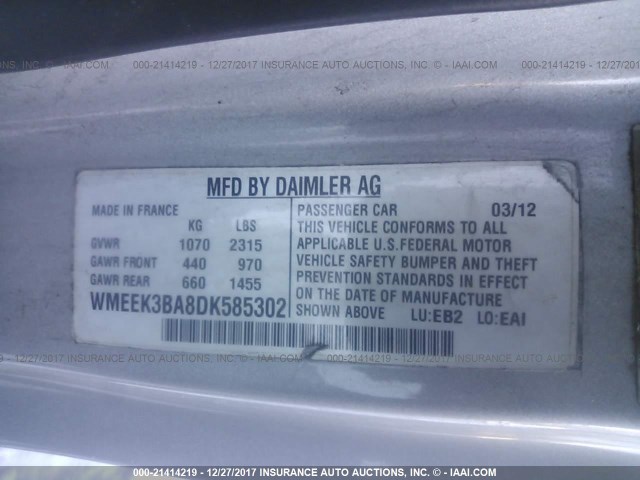 000-21414219 - 12/27/2017 INSURANCE AUTO AUCTIONS, INC. - © - IAAI.COM
MFD BY DAIMLER AG
MADE IN FRANCE
KG LBS
GVWR 1070 2315
GAWR FRONT 440 970
GAWR REAR 660 1455
WMEEK3BA8DK585302
PASSENGER CAR 03/12
THIS VEHICLE CONFORMS TO ALL
APPLICABLE U.S.FEDERAL MOTOR
VEHICLE SAFETY BUMPER AND THEFT
PREVENTION STANDARDS IN EFFECT
ON THE DATE OF MANUFACTURE
SHOWN ABOVE LU:EB2 LO:EAI
000-21414219 - 12/27/2017 INSURANCE AUTO AUCTIONS, INC. - © - IAAI.COM